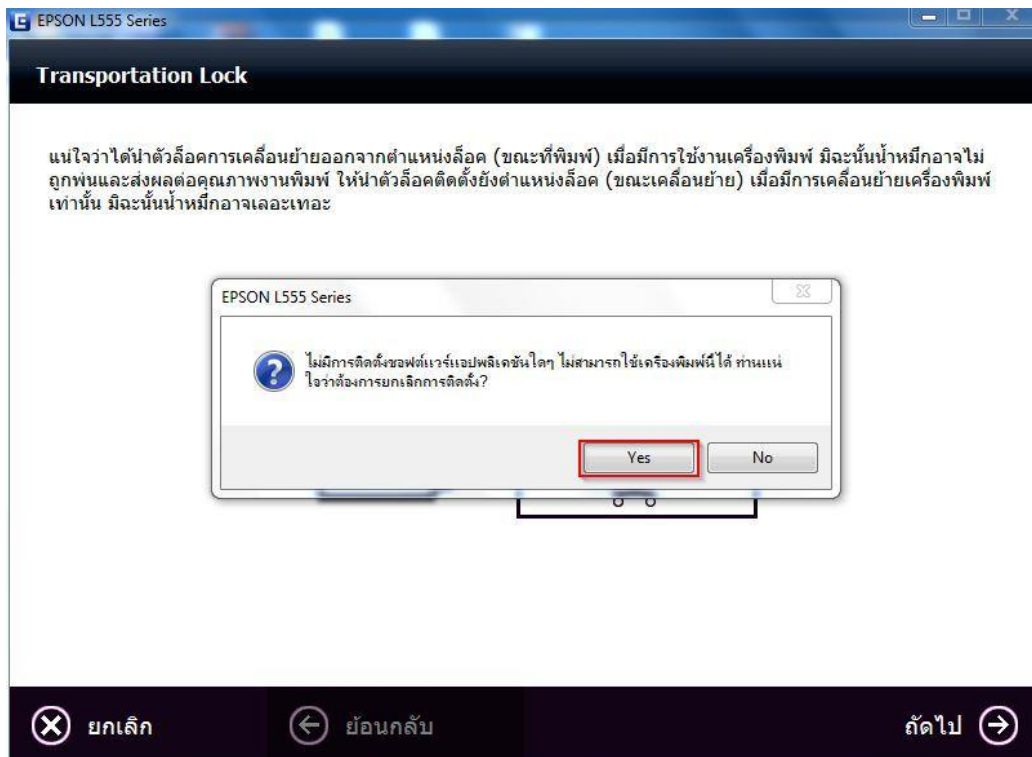 EPSON L555 Series
Transportation Lock
แน่ใจว่าได้นำตัวล็อคการเคลื่อนย้ายออกจากตำแหน่งล็อค (ขณะที่พิมพ์) เมื่อมีการใช้งานเครื่องพิมพ์ มิฉะนั้นน้ำหมึกอาจไม่
ถูกพ่นและส่งผลต่อคุณภาพงานพิมพ์ ให้นำตัวล็อคติดตั้งยังตำแหน่งล็อค (ขณะเคลื่อนย้าย) เมื่อมีการเคลื่อนย้ายเครื่องพิมพ์
เท่านั้น มิฉะนั้นน้ำหมึกอาจเลอะเทอะ
EPSON L555 Series
ไม่มีการติดตั้งซอฟต์แวร์แอปพลิเคชันใดๆ ไม่สามารถใช้เครื่องพิมพ์นี้ได้ ท่านแน่
ใจว่าต้องการยกเลิกการติดตั้ง?
Yes No
ยกเลิก ย้อนกลับ ถัดไป